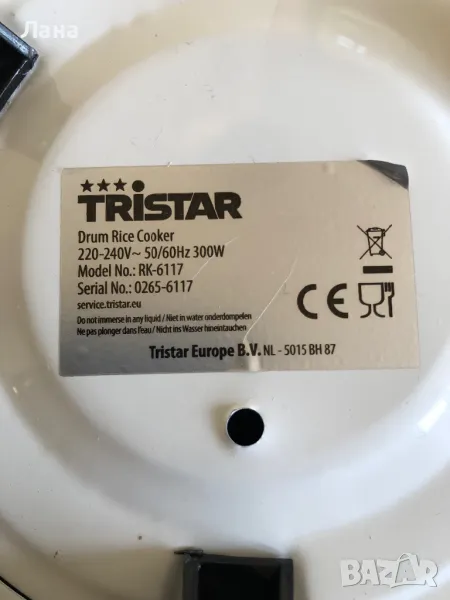 Лана
TRISTAR
Drum Rice Cooker
220-240V~ 50/60Hz 300W
Model No.: RK-6117
Serial No.: 0265-6117
service.tristar.eu
Do not immerse in any liquid / Niet in water onderdompelen
Ne pas plonger dans l'eau / Nicht ins Wasser hineintauchen
CE
Tristar Europe B.V. NL - 5015 BH 87
BAZAR